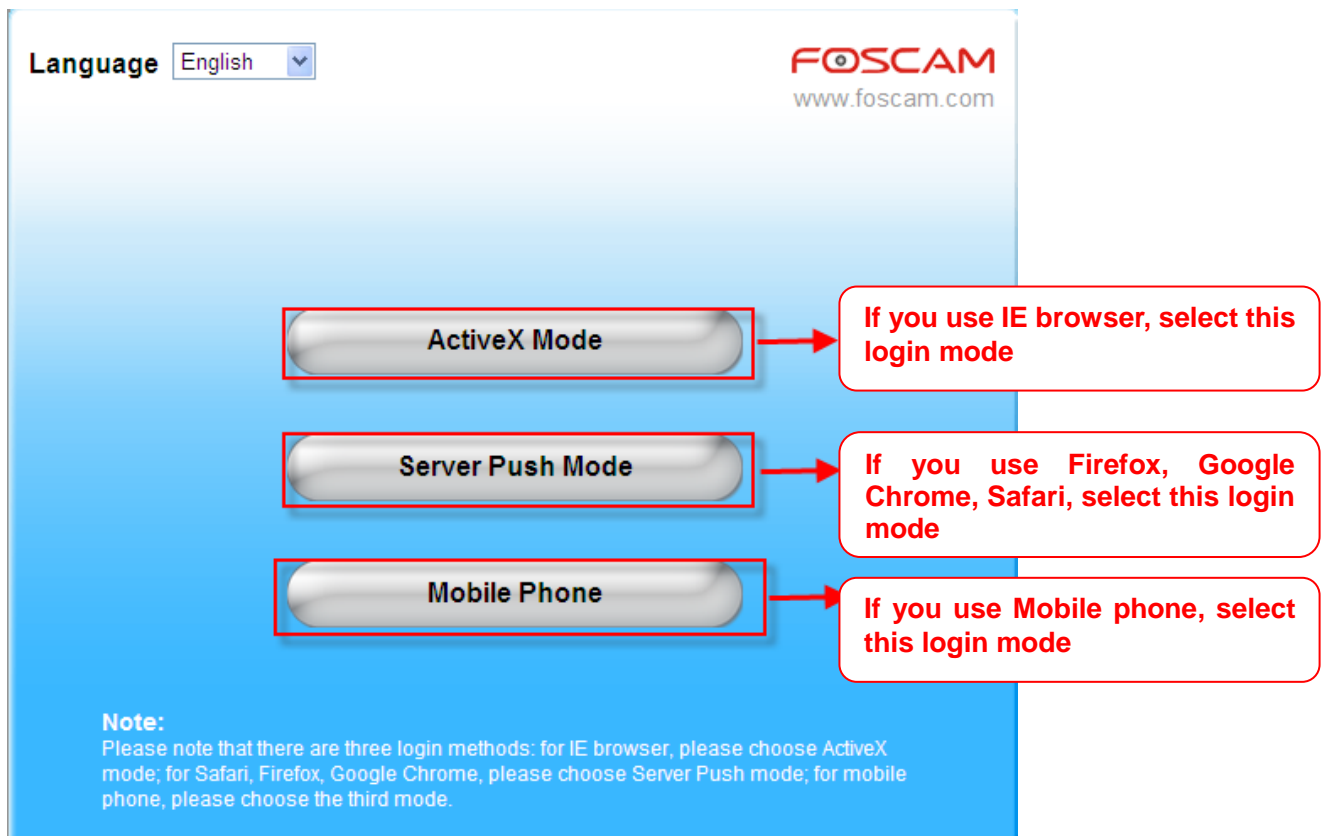 Language English
FOSCAM
www.foscam.com
ActiveX Mode
If you use IE browser, select this
login mode
Server Push Mode
If you use Firefox, Google
Chrome, Safari, select this login
mode
Mobile Phone
If you use Mobile phone, select
this login mode
Note:
Please note that there are three login methods: for IE browser, please choose ActiveX
mode; for Safari, Firefox, Google Chrome, please choose Server Push mode; for mobile
phone, please choose the third mode.